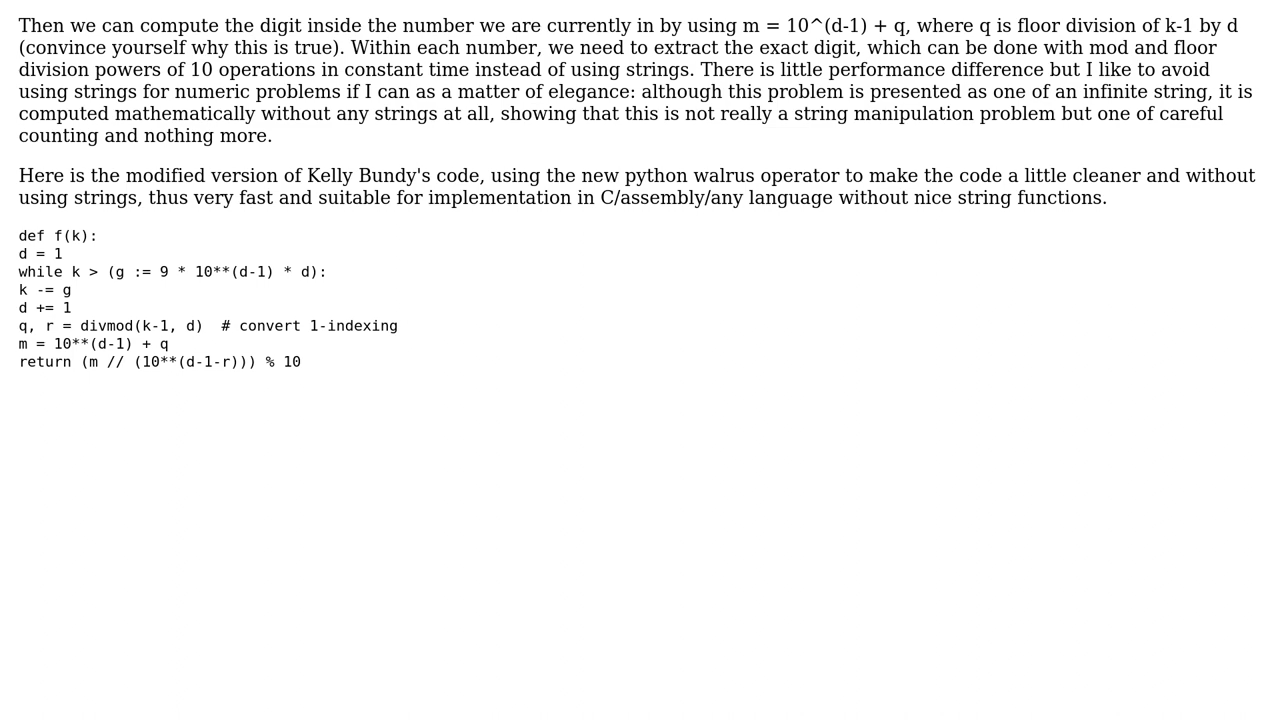 Then we can compute the digit inside the number we are currently in by using m = 10^(d-1) + q, where q is floor division of k-1 by d
(convince yourself why this is true). Within each number, we need to extract the exact digit, which can be done with mod and floor
division powers of 10 operations in constant time instead of using strings. There is little performance difference but I like to avoid
using strings for numeric problems if I can as a matter of elegance: although this problem is presented as one of an infinite string, it is
computed mathematically without any strings at all, showing that this is not really a string manipulation problem but one of careful
counting and nothing more.
Here is the modified version of Kelly Bundy's code, using the new python walrus operator to make the code a little cleaner and without
using strings, thus very fast and suitable for implementation in C/assembly/any language without nice string functions.
def f(k):
d = 1
while k > (g := 9 * 10**(d-1) * d):
k -= g
d += 1
q, r = divmod(k-1, d)  # convert 1-indexing
m = 10**(d-1) + q
return (m // (10**(d-1-r))) % 10